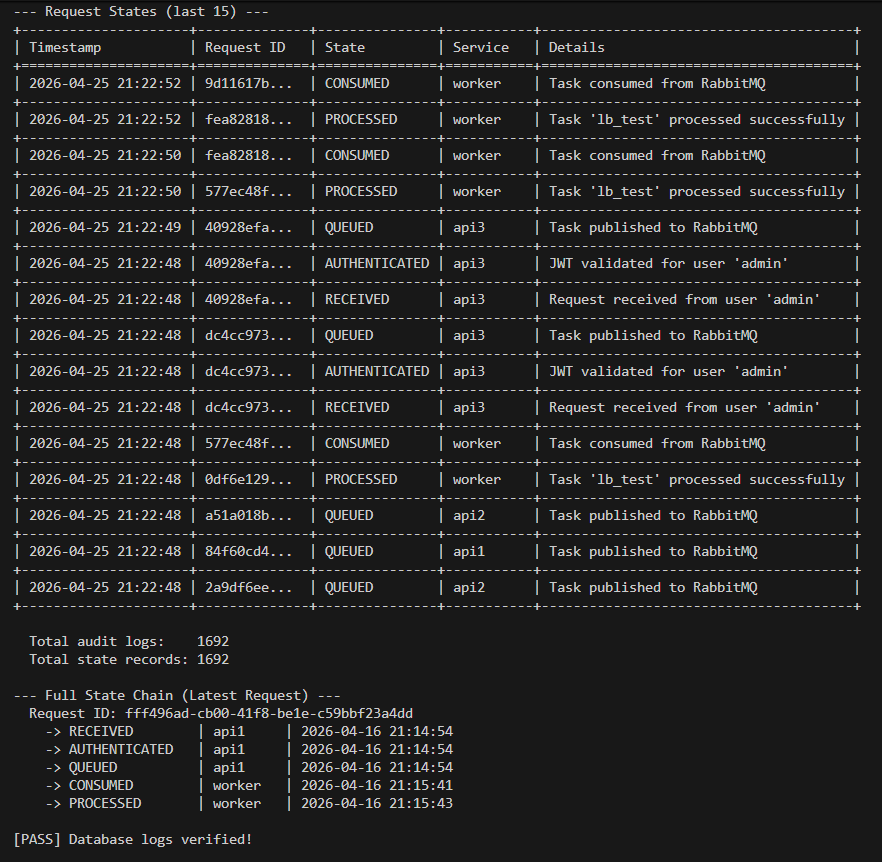 --- Request States (last 15) ---
+---------------------+--------------+---------------+-----------+---------------------------------------+
| Timestamp           | Request ID   | State         | Service   | Details                               |
+=====================+==============+===============+===========+=======================================+
| 2026-04-25 21:22:52 | 9d11617b...  | CONSUMED      | worker    | Task consumed from RabbitMQ           |
+---------------------+--------------+---------------+-----------+---------------------------------------+
| 2026-04-25 21:22:52 | fea82818...  | PROCESSED     | worker    | Task 'lb_test' processed successfully |
+---------------------+--------------+---------------+-----------+---------------------------------------+
| 2026-04-25 21:22:50 | fea82818...  | CONSUMED      | worker    | Task consumed from RabbitMQ           |
+---------------------+--------------+---------------+-----------+---------------------------------------+
| 2026-04-25 21:22:50 | 577ec48f...  | PROCESSED     | worker    | Task 'lb_test' processed successfully |
+---------------------+--------------+---------------+-----------+---------------------------------------+
| 2026-04-25 21:22:49 | 40928efa...  | QUEUED        | api3      | Task published to RabbitMQ            |
+---------------------+--------------+---------------+-----------+---------------------------------------+
| 2026-04-25 21:22:48 | 40928efa...  | AUTHENTICATED | api3      | JWT validated for user 'admin'        |
+---------------------+--------------+---------------+-----------+---------------------------------------+
| 2026-04-25 21:22:48 | 40928efa...  | RECEIVED      | api3      | Request received from user 'admin'    |
+---------------------+--------------+---------------+-----------+---------------------------------------+
| 2026-04-25 21:22:48 | dc4cc973...  | QUEUED        | api3      | Task published to RabbitMQ            |
+---------------------+--------------+---------------+-----------+---------------------------------------+
| 2026-04-25 21:22:48 | dc4cc973...  | AUTHENTICATED | api3      | JWT validated for user 'admin'        |
+---------------------+--------------+---------------+-----------+---------------------------------------+
| 2026-04-25 21:22:48 | dc4cc973...  | RECEIVED      | api3      | Request received from user 'admin'    |
+---------------------+--------------+---------------+-----------+---------------------------------------+
| 2026-04-25 21:22:48 | 577ec48f...  | CONSUMED      | worker    | Task consumed from RabbitMQ           |
+---------------------+--------------+---------------+-----------+---------------------------------------+
| 2026-04-25 21:22:48 | 0df6e129...  | PROCESSED     | worker    | Task 'lb_test' processed successfully |
+---------------------+--------------+---------------+-----------+---------------------------------------+
| 2026-04-25 21:22:48 | a51a018b...  | QUEUED        | api2      | Task published to RabbitMQ            |
+---------------------+--------------+---------------+-----------+---------------------------------------+
| 2026-04-25 21:22:48 | 84f60cd4...  | QUEUED        | api1      | Task published to RabbitMQ            |
+---------------------+--------------+---------------+-----------+---------------------------------------+
| 2026-04-25 21:22:48 | 2a9df6ee...  | QUEUED        | api2      | Task published to RabbitMQ            |
+---------------------+--------------+---------------+-----------+---------------------------------------+
  Total audit logs:    1692
  Total state records: 1692
--- Full State Chain (Latest Request) ---
  Request ID: fff496ad-cb00-41f8-be1e-c59bbf23a4dd
    -> RECEIVED        | api1     | 2026-04-16 21:14:54
    -> AUTHENTICATED   | api1     | 2026-04-16 21:14:54
    -> QUEUED          | api1     | 2026-04-16 21:14:54
    -> CONSUMED        | worker   | 2026-04-16 21:15:41
    -> PROCESSED       | worker   | 2026-04-16 21:15:43
[PASS] Database logs verified!